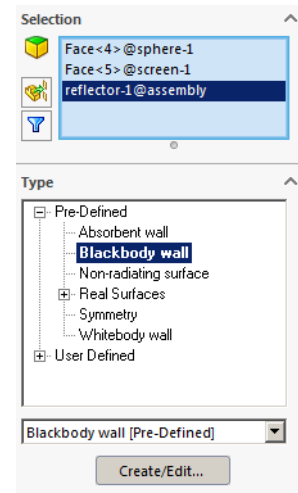 Selection
Face<4>@sphere-1
Face<5>@screen-1
reflector-1@assembly
Type
Pre-Defined
Absorbent wall
Blackbody wall
Non-radiating surface
Real Surfaces
Symmetry
Whitebody wall
User Defined
Blackbody wall [Pre-Defined]
Create/Edit...